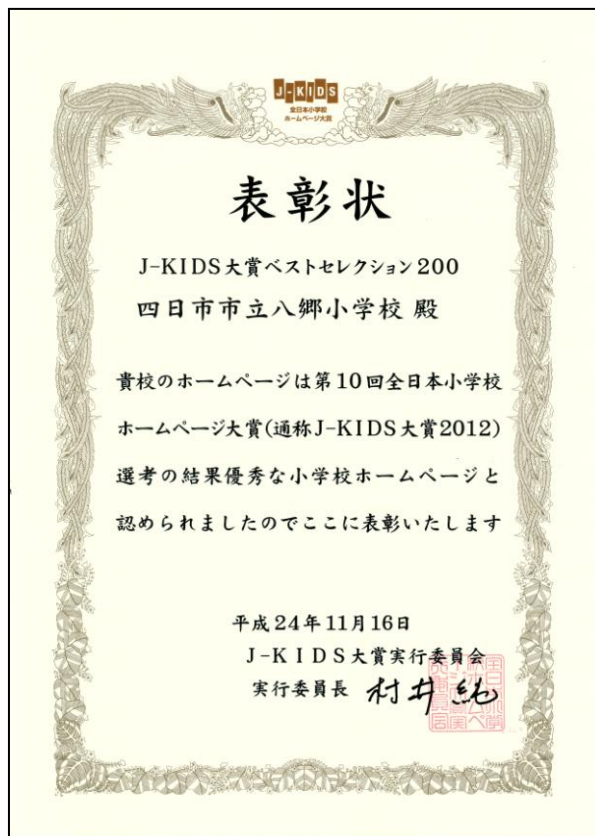 J-KIDS
全日本小学校
ホームページ大賞
表彰状
J-KIDS大賞ベストセレクション200
四日市市立八郷小学校 殿
貴校のホームページは第10回全日本小学校
ホームページ大賞(通称J-KIDS大賞2012)
選考の結果優秀な小学校ホームページと
認められましたのでここに表彰いたします
平成24年11月16日
J-KIDS大賞実行委員会
実行委員長 村井純